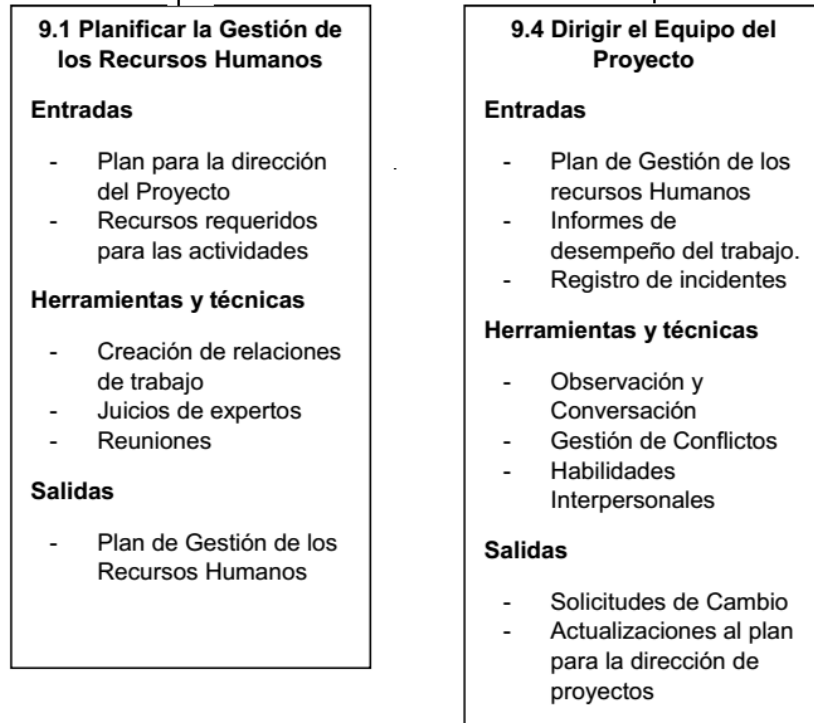 9.1 Planificar la Gestión de
los Recursos Humanos
Entradas
- Plan para la dirección
del Proyecto
- Recursos requeridos
para las actividades
Herramientas y técnicas
- Creación de relaciones
de trabajo
- Juicios de expertos
- Reuniones
Salidas
- Plan de Gestión de los
Recursos Humanos
9.4 Dirigir el Equipo del
Proyecto
Entradas
- Plan de Gestión de los
recursos Humanos
- Informes de
desempeño del trabajo.
- Registro de incidentes
Herramientas y técnicas
- Observación y
Conversación
- Gestión de Conflictos
- Habilidades
Interpersonales
Salidas
- Solicitudes de Cambio
- Actualizaciones al plan
para la dirección de
proyectos